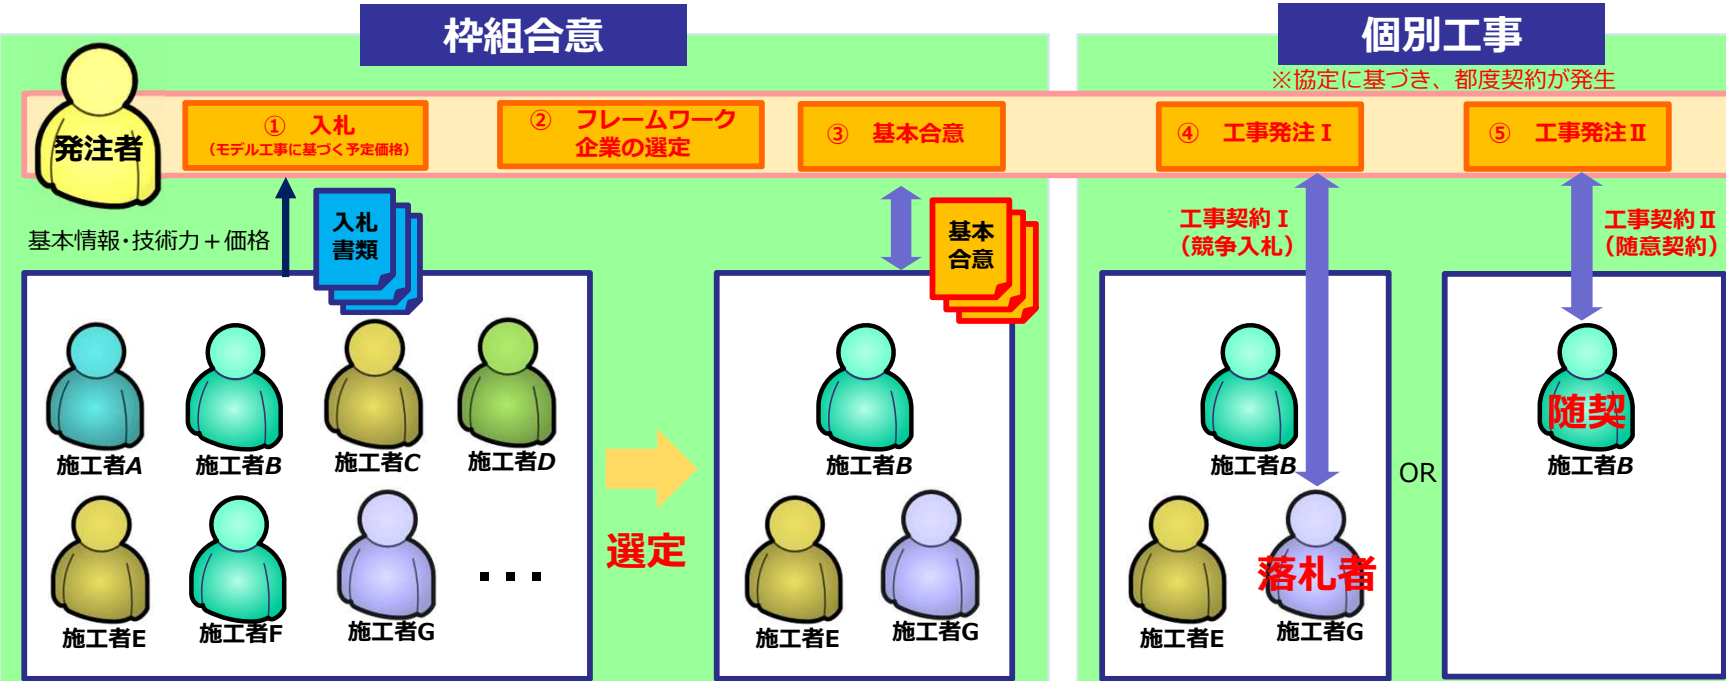 枠組合意
個別工事
※協定に基づき、都度契約が発生
発注者
① 入札
（モデル工事に基づく予定価格）
② フレームワーク
企業の選定
③ 基本合意
④ 工事発注Ⅰ
⑤ 工事発注Ⅱ
基本情報・技術力＋価格
入札
書類
基本
合意
工事契約Ⅰ
（競争入札）
工事契約Ⅱ
（随意契約）
施工者A
施工者B
施工者C
施工者D
施工者E
施工者F
施工者G
・・・
選定
施工者B
施工者E
施工者G
施工者B
施工者E
落札者
施工者G
OR
随契
施工者B